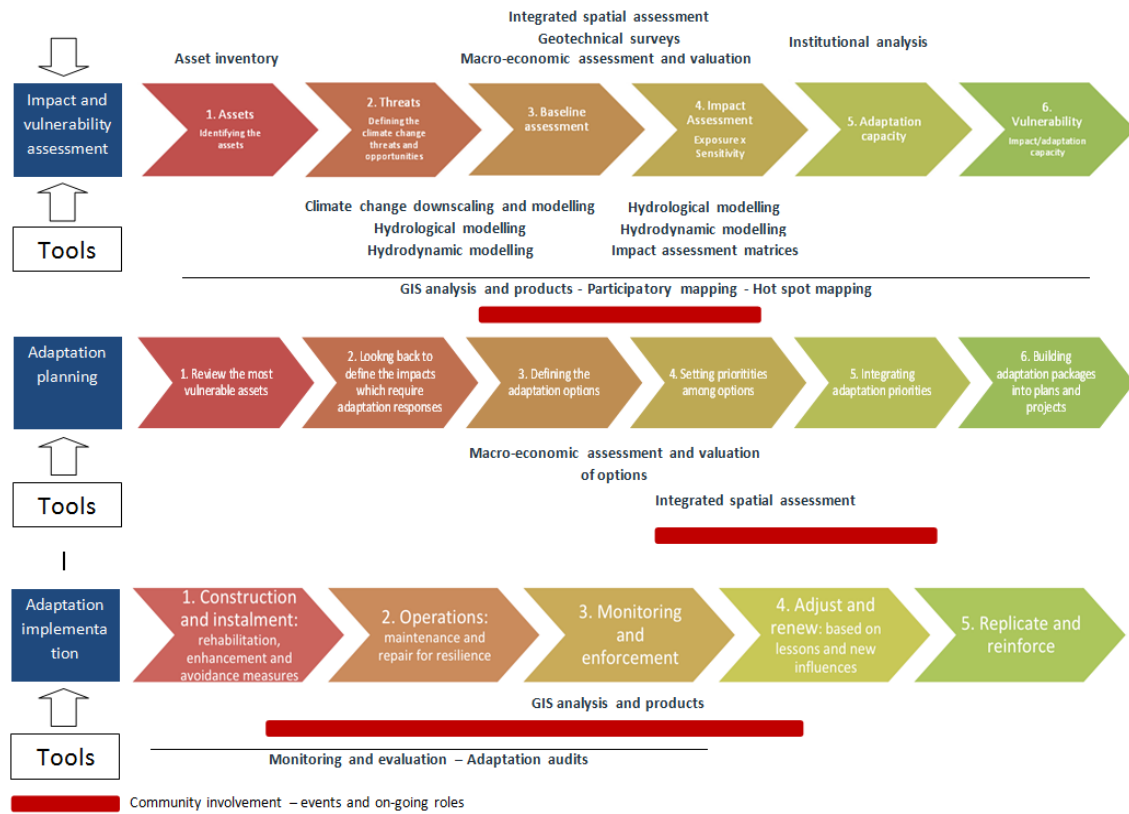 Integrated spatial assessment
Geotechnical surveys
Asset inventory
Macro-economic assessment and valuation
Institutional analysis
Impact and
vulnerability
assessment
1. Assets
Identifying the
assets
2. Threats
Defining the
climate change
threats and
opportunities
3. Baseline
assessment
4. Impact
Assessment
Exposure x
Sensitivity
5. Adaptation
capacity
6.
Vulnerability
Impact/adaptation
capacity
Tools
Climate change downscaling and modelling
Hydrological modelling
Hydrodynamic modelling
Hydrological modelling
Hydrodynamic modelling
Impact assessment matrices
GIS analysis and products - Participatory mapping - Hot spot mapping
Adaptation
planning
1. Review the most
vulnerable assets
2. Lookng back to
define the impacts
which require
adaptation responses
3. Defining the
adaptation options
4. Setting priortities
among options
5. Integrating
adaptation priorities
6. Building
adaptation packages
into plans and
projects
Tools
Macro-economic assessment and valuation
of options
Integrated spatial assessment
Adaptation
implementa
tion
1. Construction
and instalment:
rehabilitation,
enhancement and
avoidance measures
2. Operations:
maintenance and
repair for resilience
3. Monitoring
and
enforcement
4. Adjust and
renew: based on
lessons and new
influences
5. Replicate and
reinforce
Tools
GIS analysis and products
Monitoring and evaluation – Adaptation audits
Community involvement – events and on-going roles